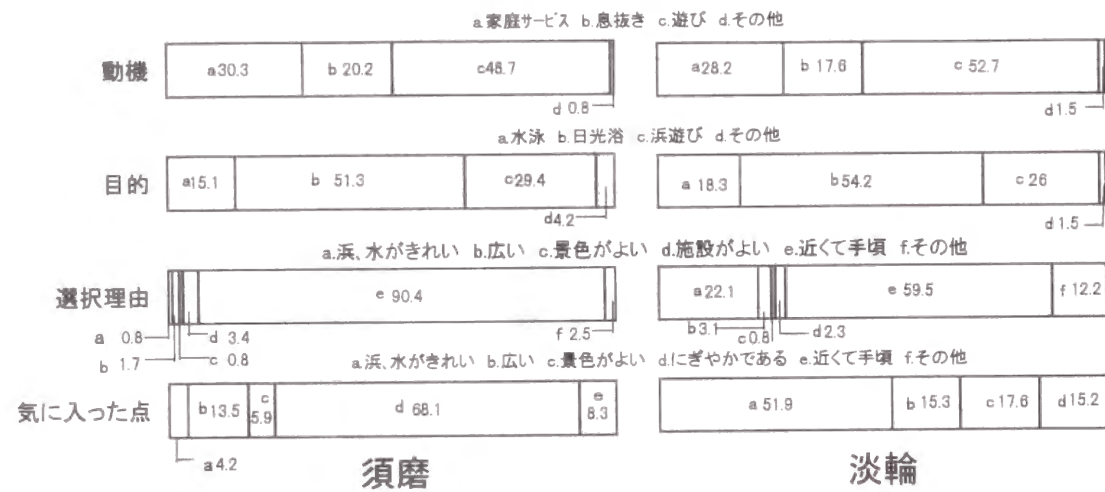 a.家庭サービス b.息抜き c.遊び d.その他
動機 a30.3 b 20.2 c48.7 a28.2 b 17.6 c 52.7
d 0.8 d1.5
a.水泳 b.日光浴 c.浜遊び d.その他
目的 a15.1 b 51.3 c29.4 a 18.3 b54.2 c 26
d4.2 d1.5
a.浜、水がきれい b.広い c.景色がよい d.施設がよい e.近くて手頃 f.その他
選択理由 e 90.4 a22.1 e 59.5 f 12.2
a 0.8 d 3.4 f 2.5 b3.1 c0.8 d2.3
b 1.7 c 0.8
a.浜、水がきれい b.広い c.景色がよい d.にぎやかである e.近くて手頃 f.その他
気に入った点 b13.5 c 5.9 d 68.1 e 8.3 a 51.9 b 15.3 c 17.6 d15.2
a4.2
須磨 淡輪